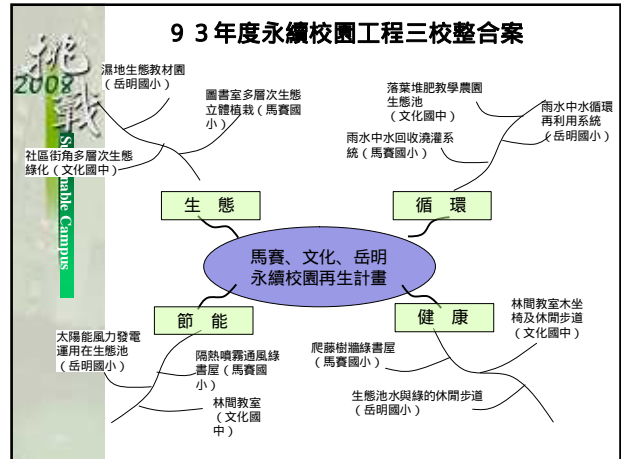 ９３年度永續校園工程三校整合案
挑戰
2008
Sustainable Campus
濕地生態教材園
（岳明國小）
圖書室多層次生態
立體植栽（馬賽國
小）
社區街角多層次生態
綠化（文化國中）
生 態
落葉堆肥教學農園
生態池
（文化國中）
雨水中水循環
再利用系統
（岳明國小）
雨水中水回收澆灌系
統（馬賽國小）
循 環
馬賽、文化、岳明
永續校園再生計畫
節 能
太陽能風力發電
運用在生態池
（岳明國小）
隔熱噴霧通風綠
書屋（馬賽國
小）
林間教室
（文化國
中）
健 康
林間教室木坐
椅及休閒步道
（文化國中）
爬藤樹牆綠書屋
（馬賽國小）
生態池水與綠的休閒步道
（岳明國小）